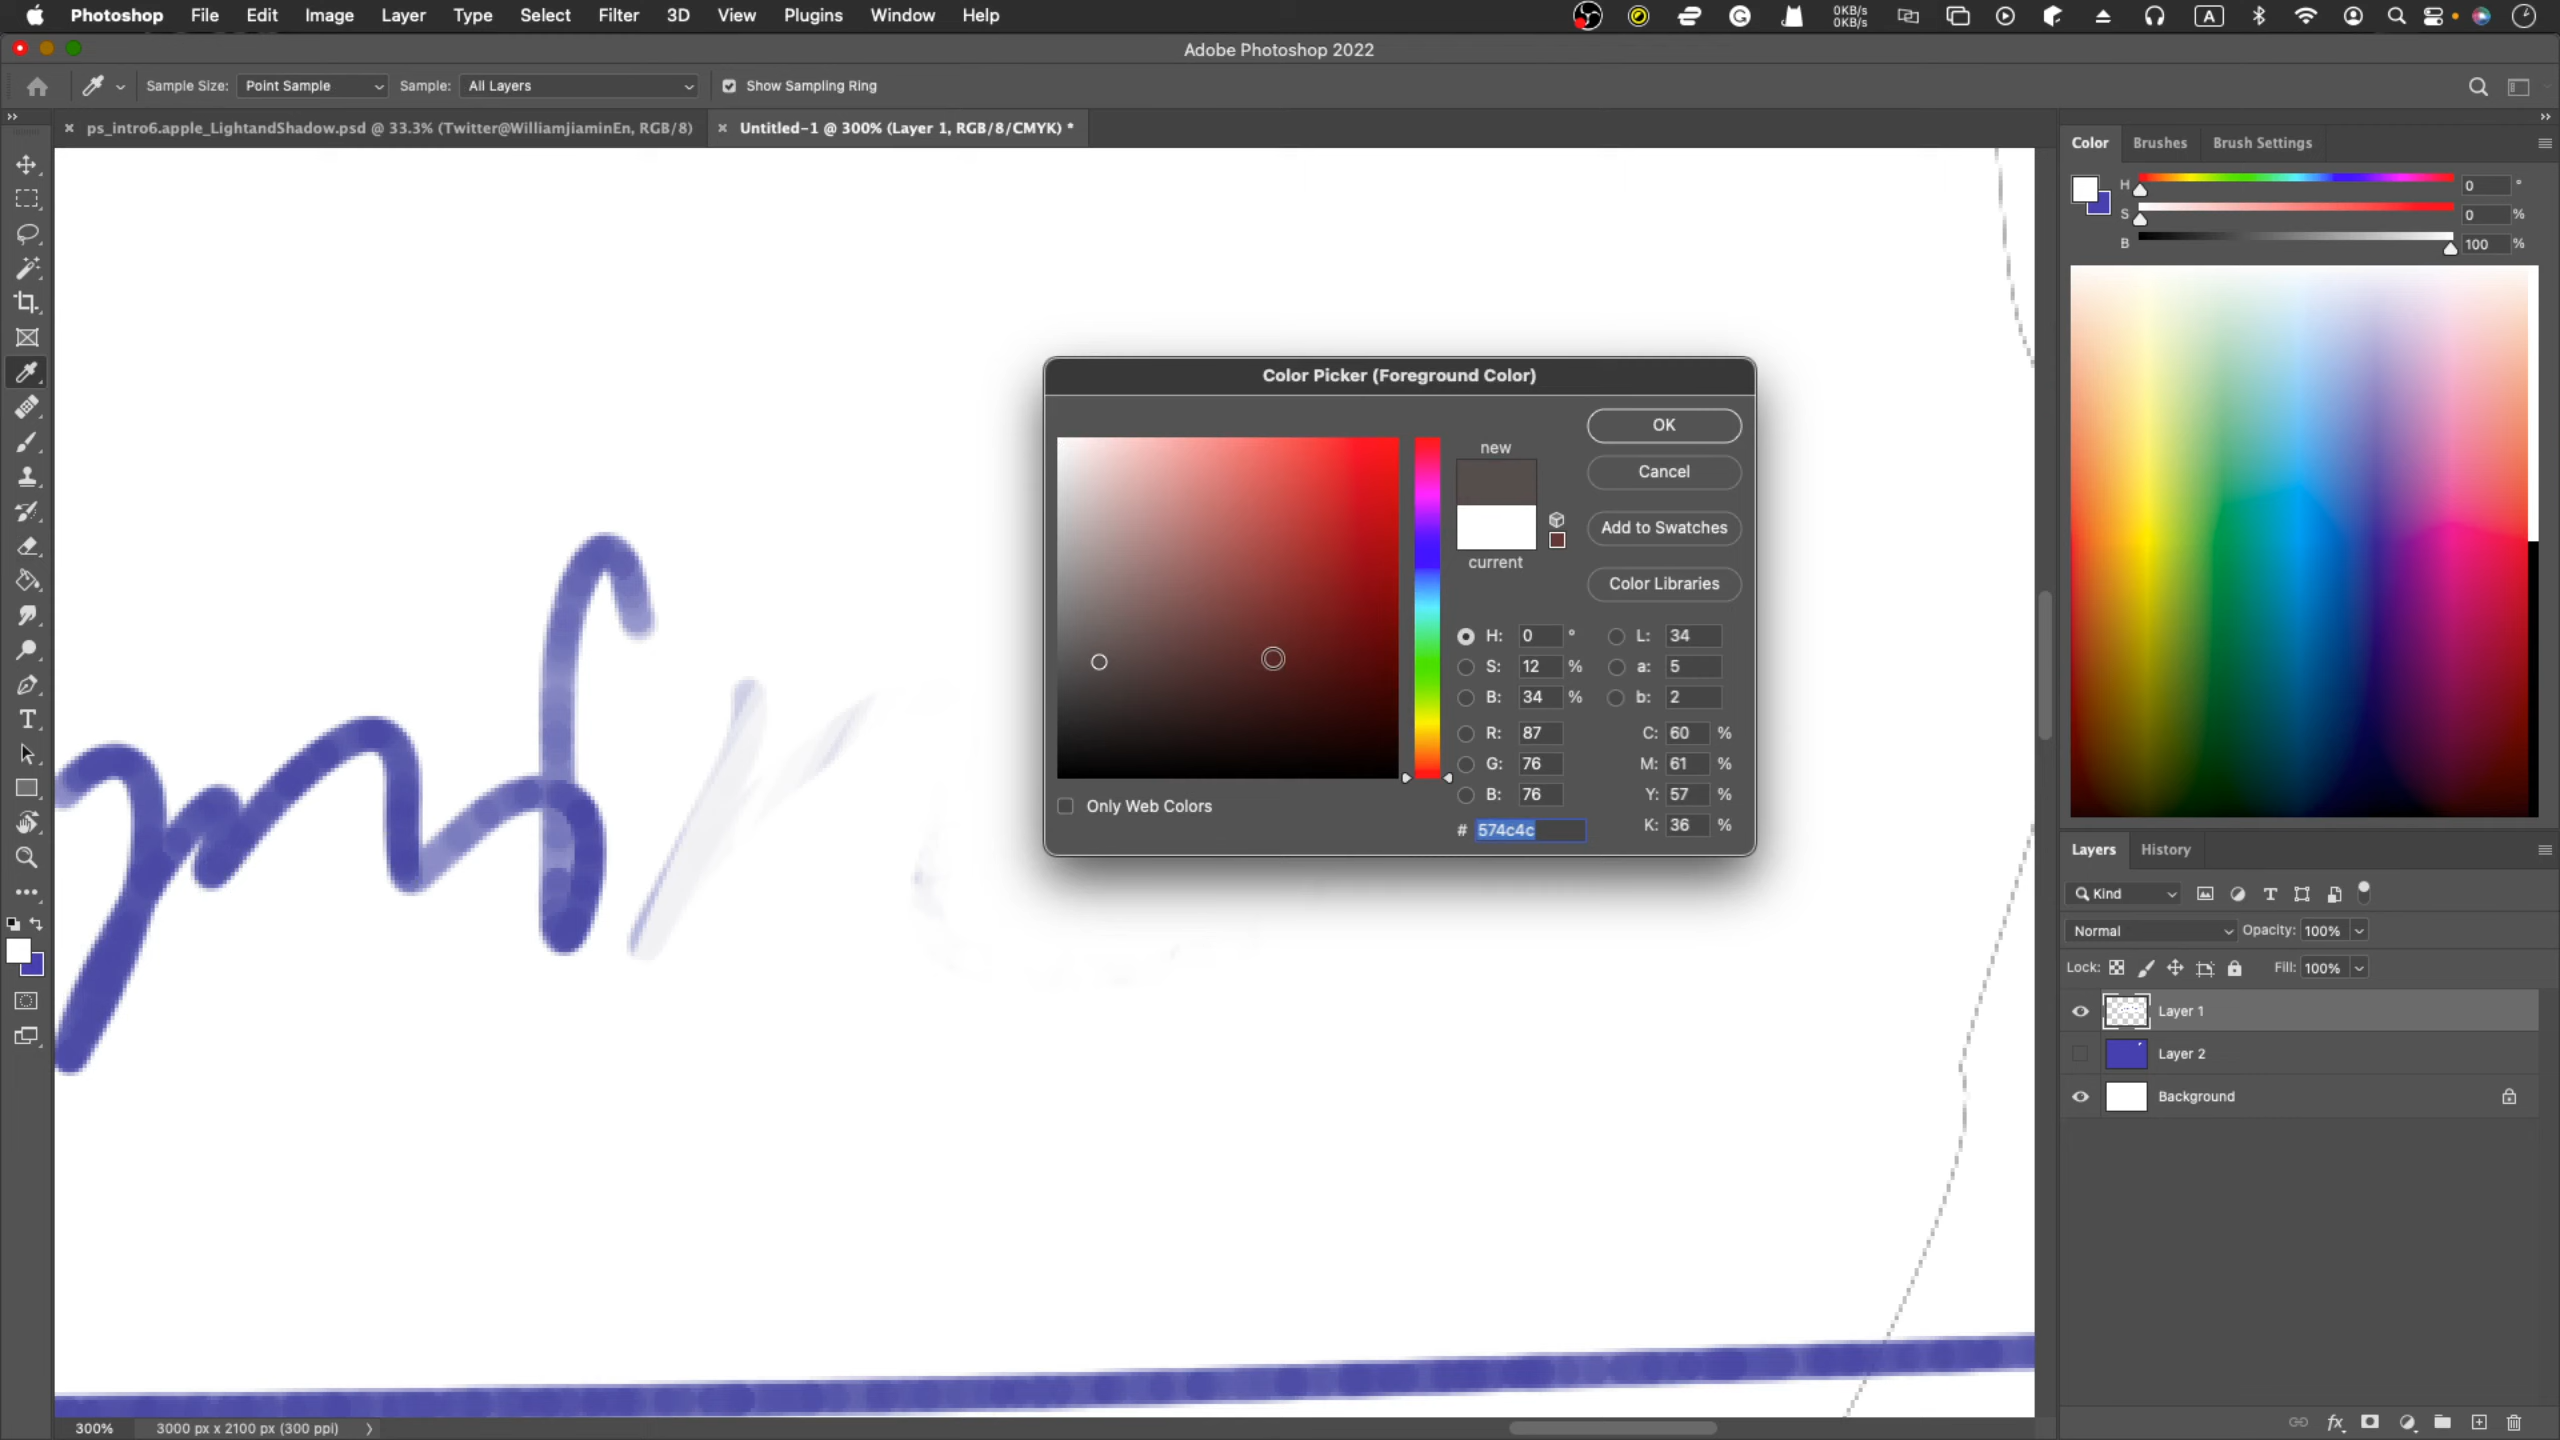 Photoshop File Edit Image Layer Type Select Filter 3D View Plugins Window Help 0KB/s 0KB/s A
Adobe Photoshop 2022
Sample Size: Point Sample Sample: All Layers Show Sampling Ring
ps_intro6.apple_LightandShadow.psd @ 33.3% (Twitter@WilliamjiaminEn, RGB/8) Untitled-1 @ 300% (Layer 1, RGB/8/CMYK) *
Color Brushes Brush Settings
H 0 °
S 0 %
B 100 %
Color Picker (Foreground Color)
new
current
OK
Cancel
Add to Swatches
Color Libraries
H: 0 ° L: 34
S: 12 % a: 5
B: 34 % b: 2
R: 87 C: 60 %
G: 76 M: 61 %
B: 76 Y: 57 %
# 574c4c K: 36 %
Only Web Colors
Layers History
Kind
Normal Opacity: 100%
Lock: Fill: 100%
Layer 1
Layer 2
Background
300% 3000 px x 2100 px (300 ppi)